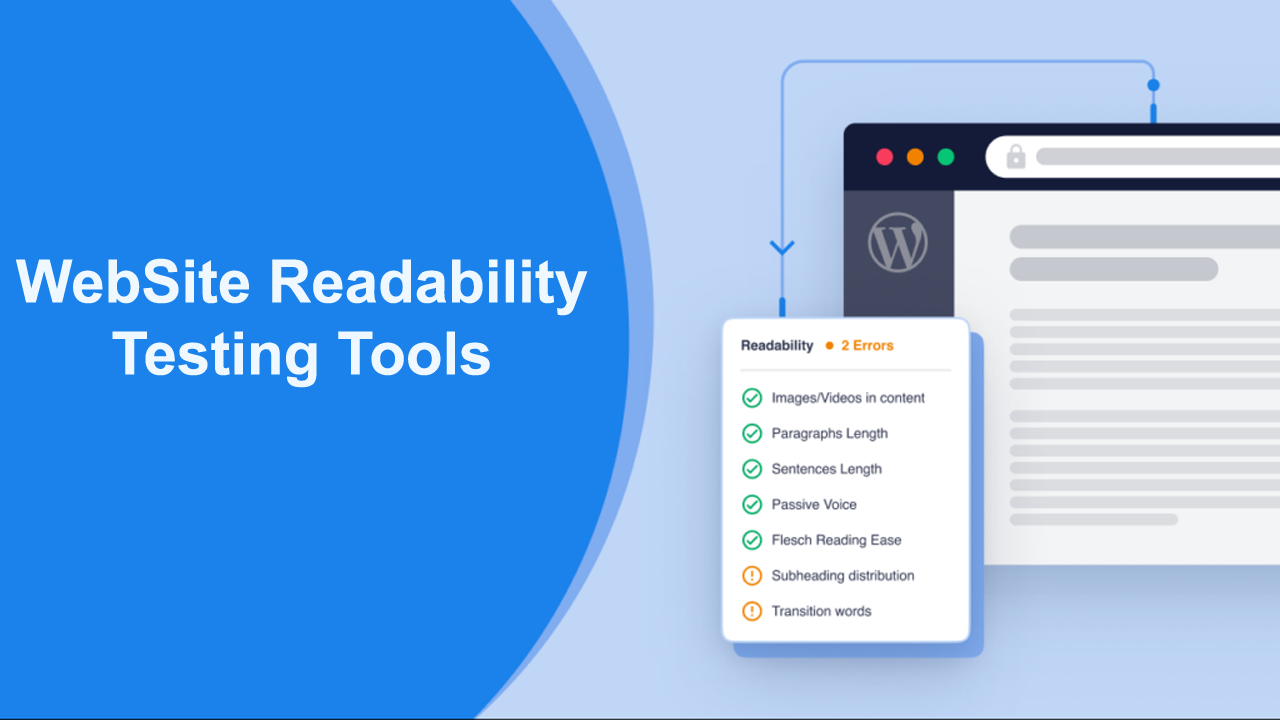 WebSite Readability
Testing Tools
Readability 2 Errors
Images/Videos in content
Paragraphs Length
Sentences Length
Passive Voice
Flesch Reading Ease
Subheading distribution
Transition words